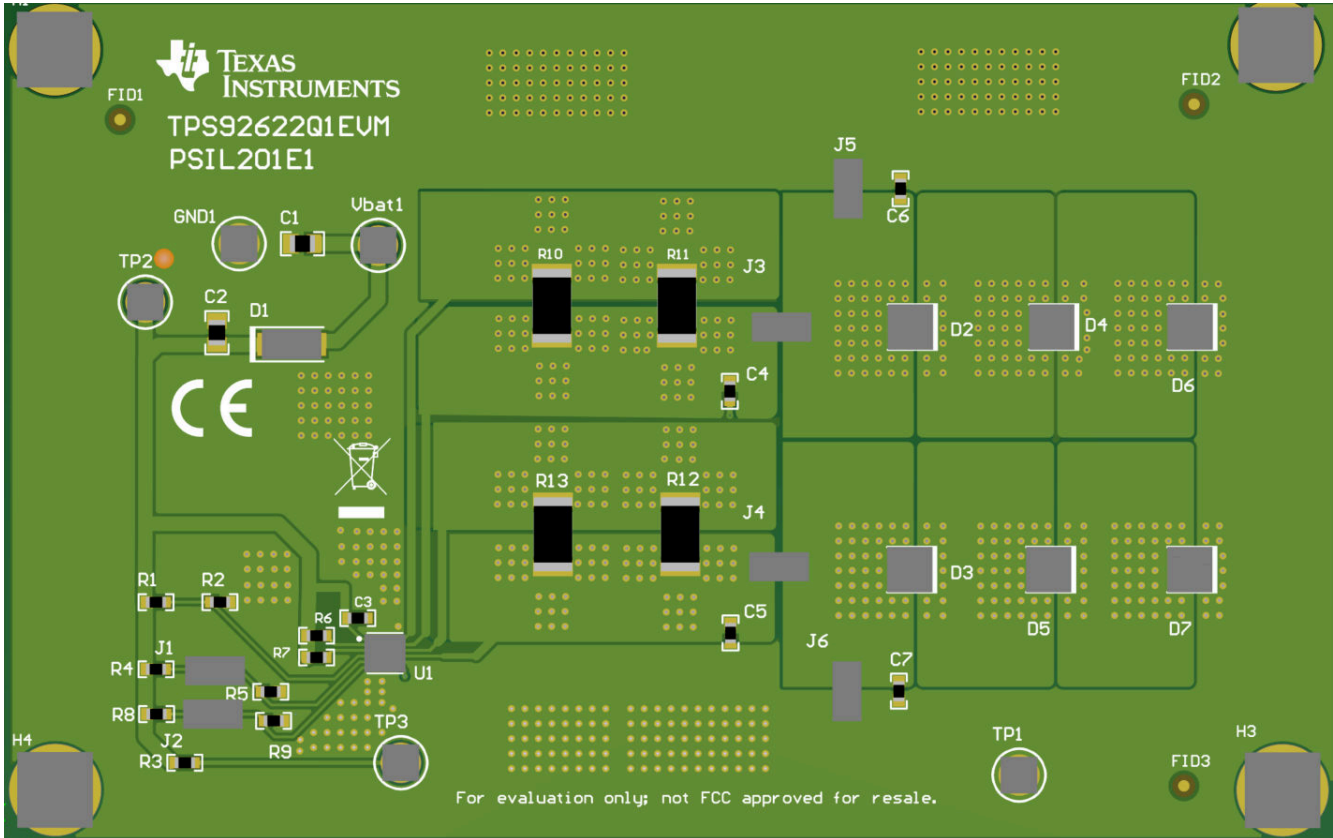 H1
TEXAS
INSTRUMENTS
TPS92622Q1EVM
PSIL201E1
FID1
FID2
J5
C6
GND1
C1
Vbat1
TP2
C2
D1
R10
R11
J3
D2
D4
D6
C4
CE
R13
R12
J4
D3
D5
D7
R1
R2
C3
R6
R7
U1
C5
J6
C7
J1
R4
R5
R8
R9
J2
R3
TP3
TP1
H4
H3
FID3
For evaluation only; not FCC approved for resale.